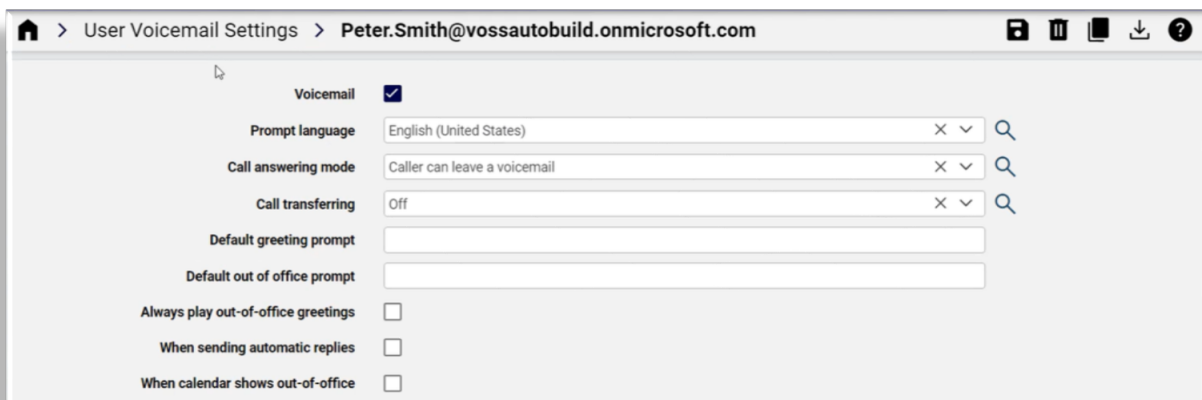 User Voicemail Settings > Peter.Smith@vossautobuild.onmicrosoft.com
Voicemail
Prompt language English (United States)
Call answering mode Caller can leave a voicemail
Call transferring Off
Default greeting prompt
Default out of office prompt
Always play out-of-office greetings
When sending automatic replies
When calendar shows out-of-office